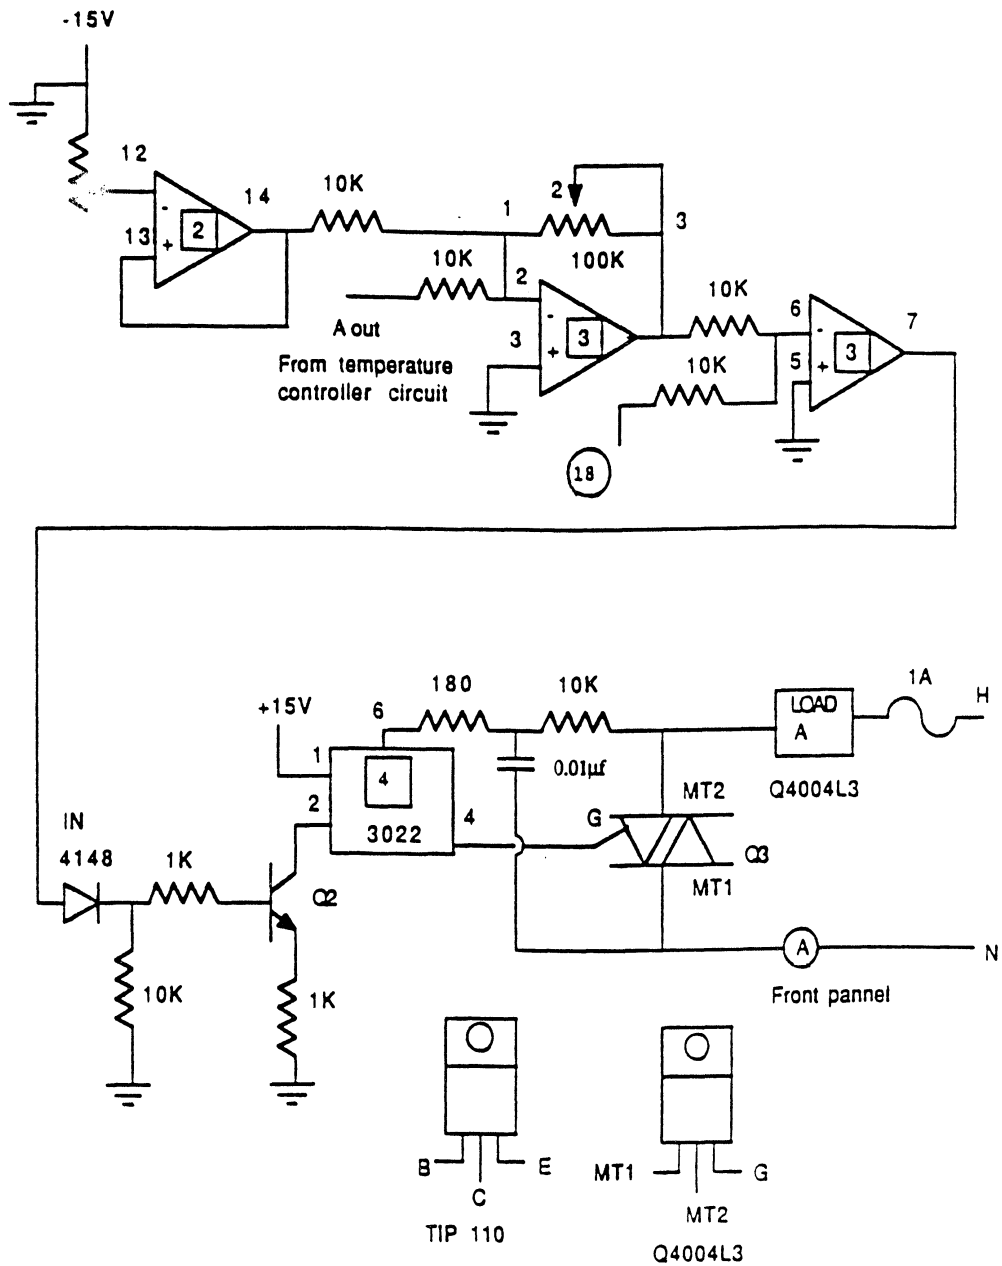 -15V
12
-
2
13
+
14
10K
1
2
3
100K
10K
2
-
3
3
+
A out
From temperature
controller circuit
10K
10K
6
-
5
+
3
7
18
+15V
6
180
10K
1
2
4
3022
4
0.01µf
LOAD
A
1A
H
Q4004L3
MT2
G
Q3
MT1
IN
4148
1K
Q2
10K
1K
A
N
Front pannel
B
E
C
TIP 110
MT1
G
MT2
Q4004L3